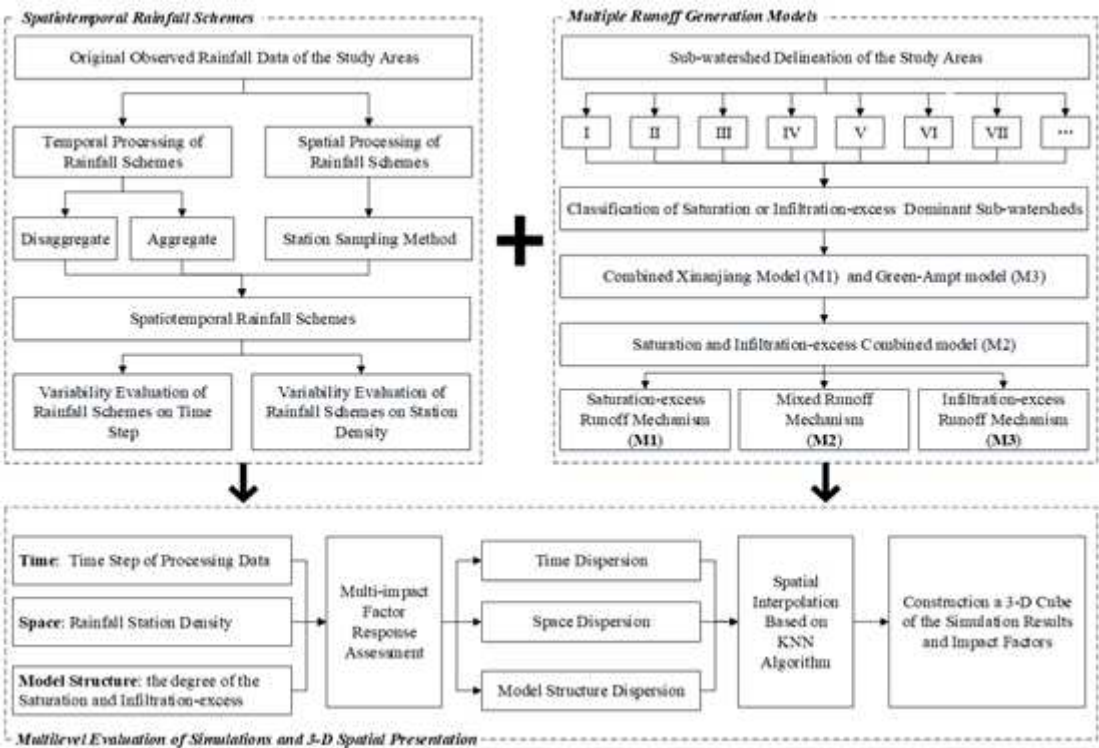 Spatiotemporal Rainfall Schemes
Original Observed Rainfall Data of the Study Areas
Temporal Processing of
Rainfall Schemes
Spatial Processing of
Rainfall Schemes
Disaggregate
Aggregate
Station Sampling Method
Spatiotemporal Rainfall Schemes
Variability Evaluation of
Rainfall Schemes on Time
Step
Variability Evaluation of
Rainfall Schemes on Station
Density
Multiple Runoff Generation Models
Sub-watershed Delineation of the Study Areas
I
II
III
IV
V
VI
VII
...
Classification of Saturation or Infiltration-excess Dominant Sub-watersheds
Combined Xinanjiang Model (M1) and Green-Ampt model (M3)
Saturation and Infiltration-excess Combined model (M2)
Saturation-excess
Runoff Mechanism
(M1)
Mixed Runoff
Mechanism
(M2)
Infiltration-excess
Runoff Mechanism
(M3)
Time: Time Step of Processing Data
Space: Rainfall Station Density
Model Structure: the degree of the
Saturation and Infiltration-excess
Multi-impact
Factor
Response
Assessment
Time Dispersion
Space Dispersion
Model Structure Dispersion
Spatial
Interpolation
Based on
KNN
Algorithm
Construction a 3-D Cube
of the Simulation Results
and Impact Factors
Multilevel Evaluation of Simulations and 3-D Spatial Presentation